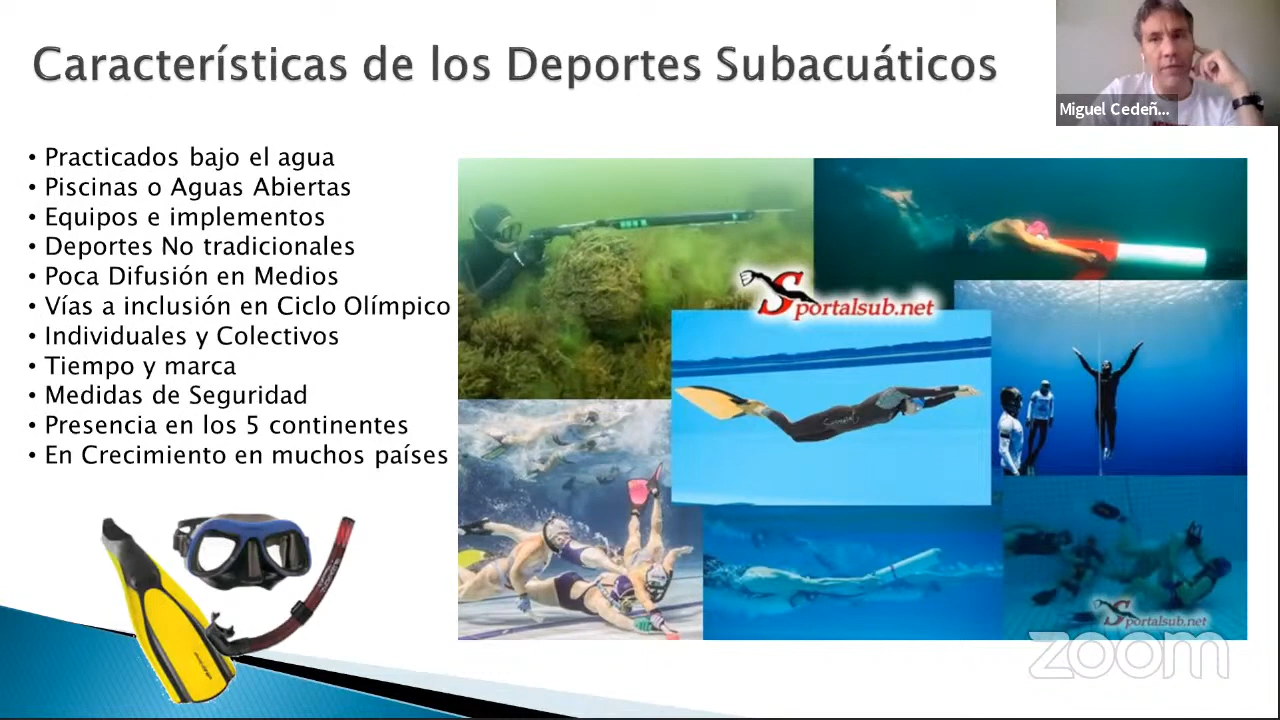 Características de los Deportes Subacuáticos
Miguel Cedeñ...
• Practicados bajo el agua
• Piscinas o Aguas Abiertas
• Equipos e implementos
• Deportes No tradicionales
• Poca Difusión en Medios
• Vías a inclusión en Ciclo Olímpico
• Individuales y Colectivos
• Tiempo y marca
• Medidas de Seguridad
• Presencia en los 5 continentes
• En Crecimiento en muchos países
Sportalsub.net
Sportalsub.net
zoom